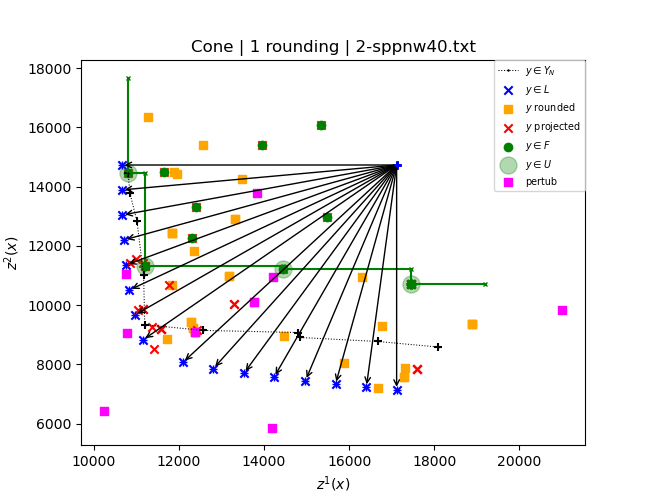 Cone | 1 rounding | 2-sppnw40.txt
y ∈ Y_N
y ∈ L
y rounded
y projected
y ∈ F
y ∈ U
pertub
18000
16000
14000
12000
10000
8000
6000
z²(x)
10000 12000 14000 16000 18000 20000
z¹(x)